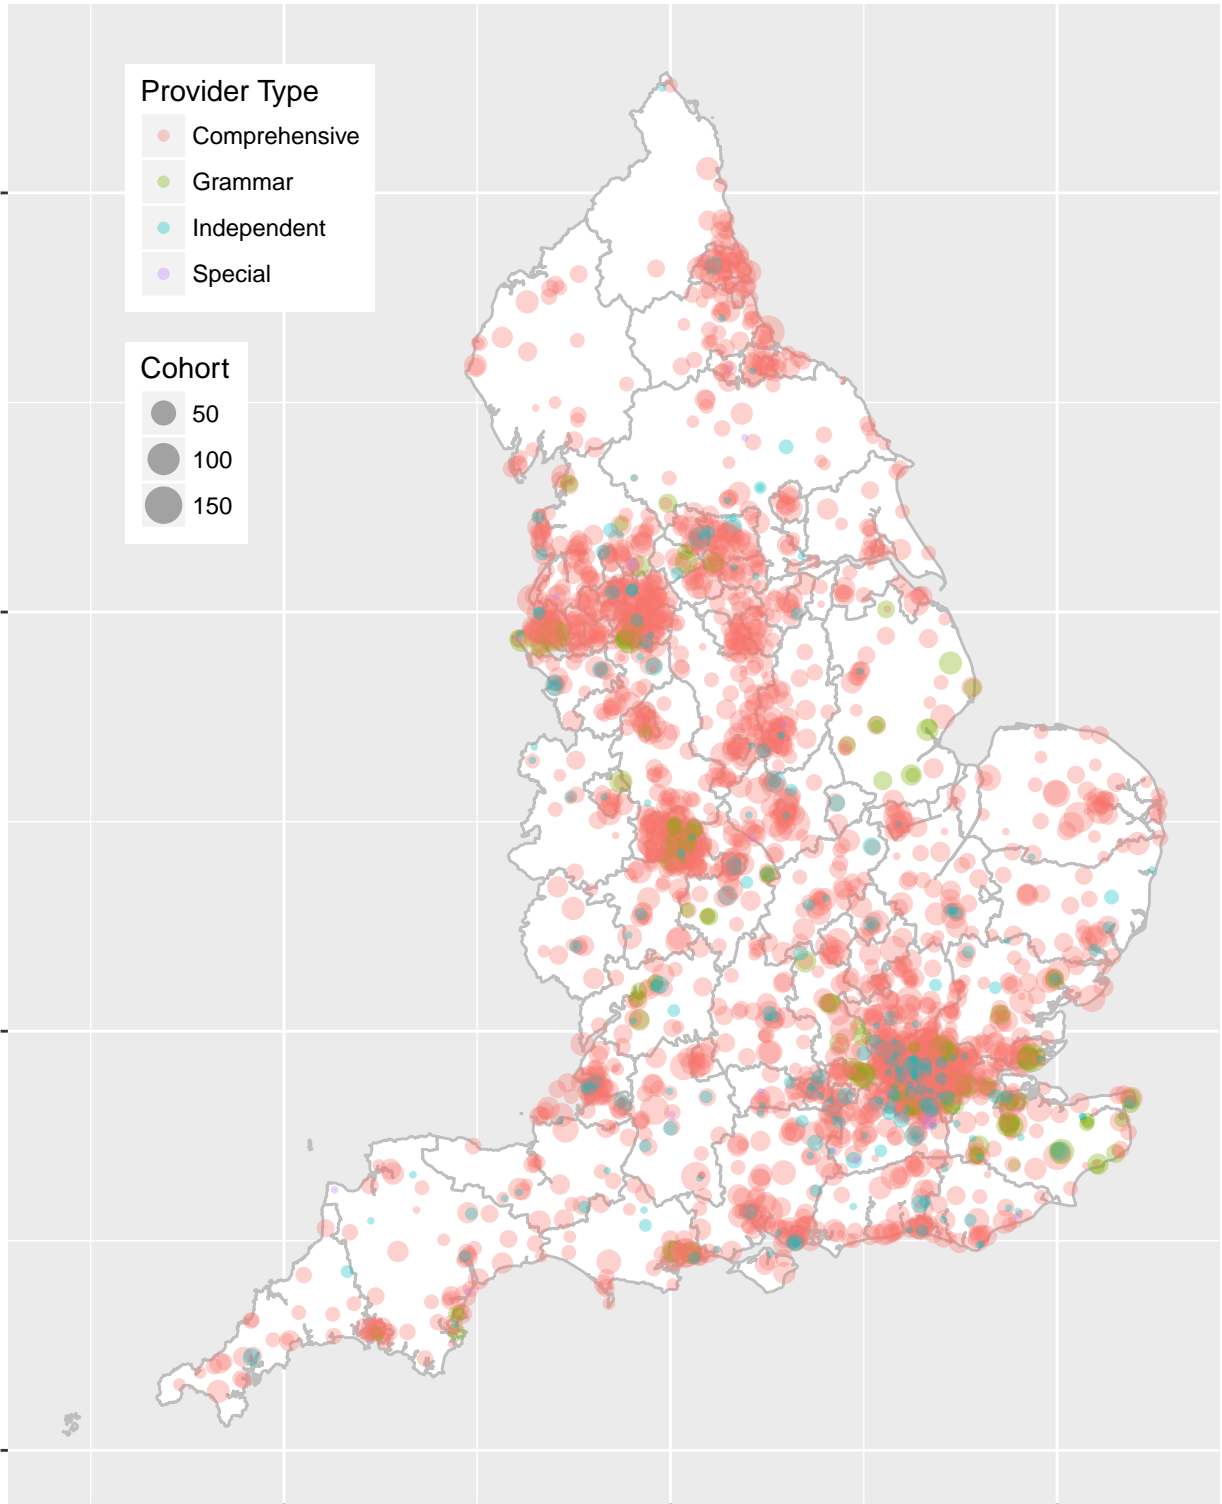 Provider Type
Comprehensive
Grammar
Independent
Special
Cohort
50
100
150